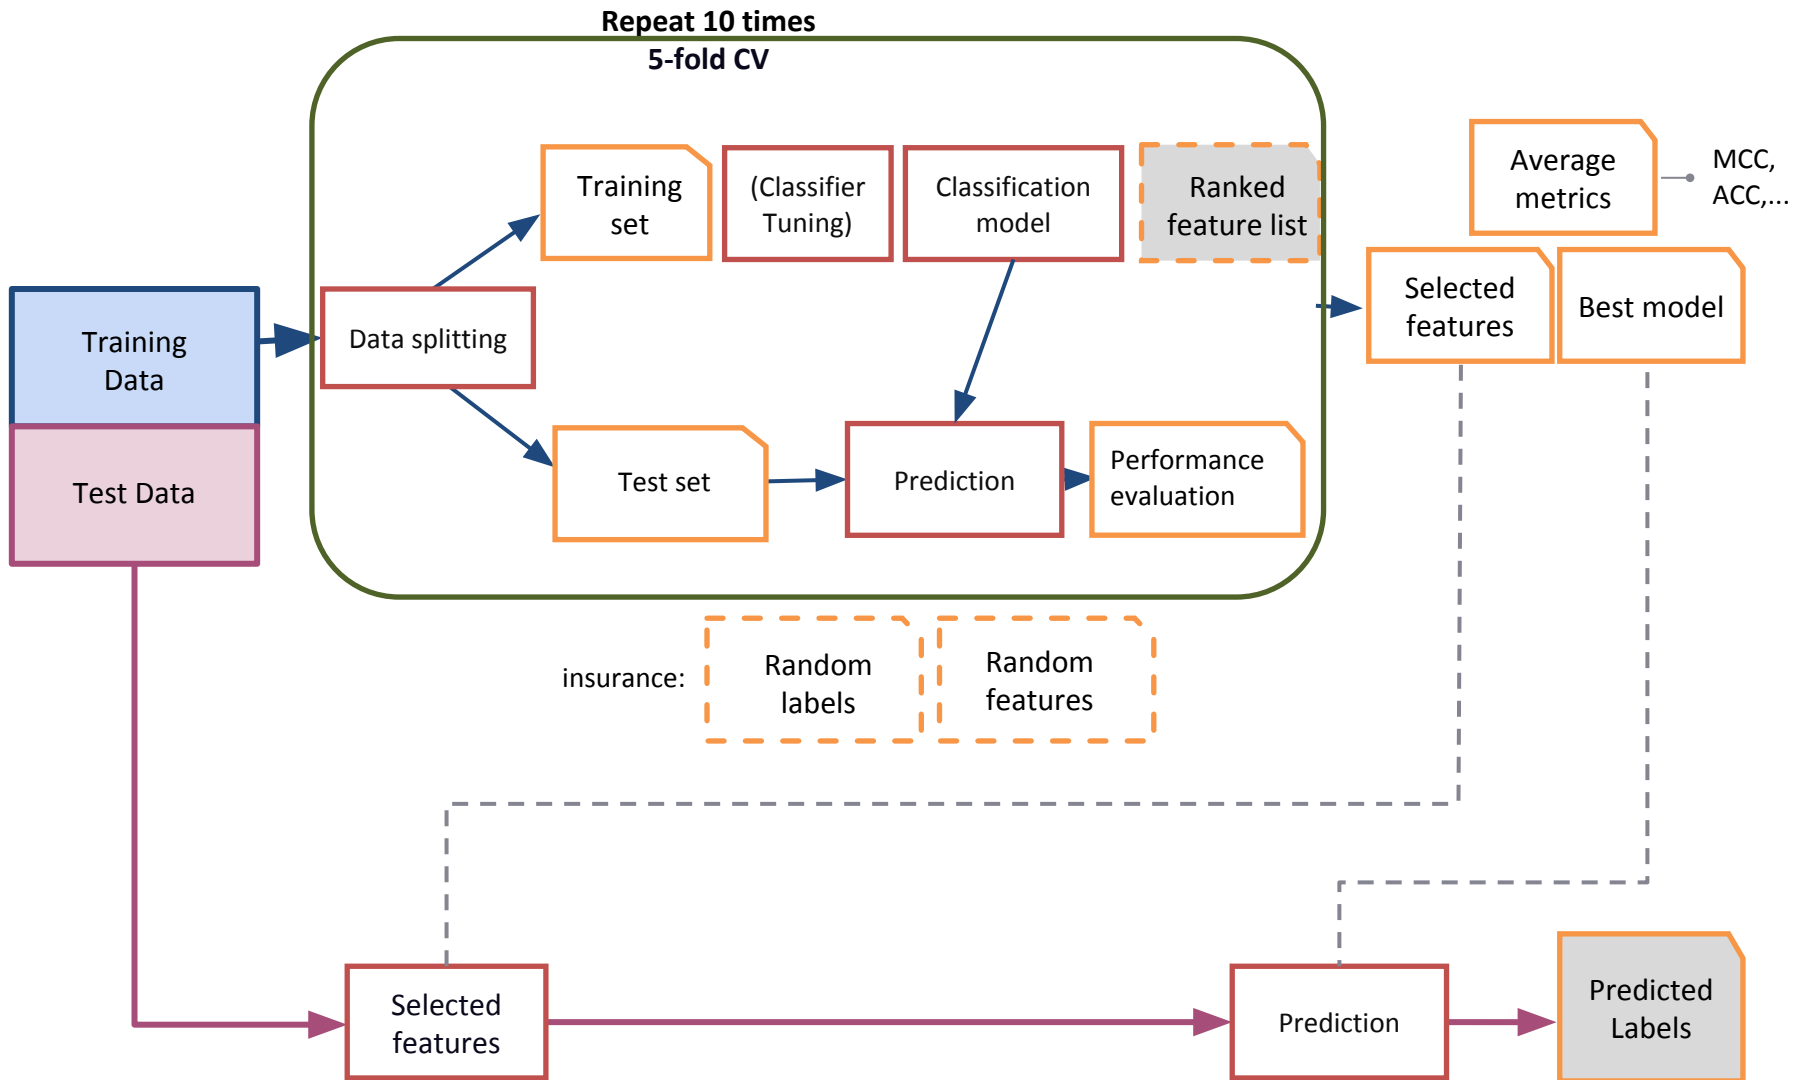 Repeat 10 times
5-fold CV
Training
set
(Classifier
Tuning)
Classification
model
Ranked
feature list
Average
metrics
MCC,
ACC,...
Training
Data
Data splitting
Selected
features
Best model
Test Data
Test set
Prediction
Performance
evaluation
insurance:
Random
labels
Random
features
Selected
features
Prediction
Predicted
Labels